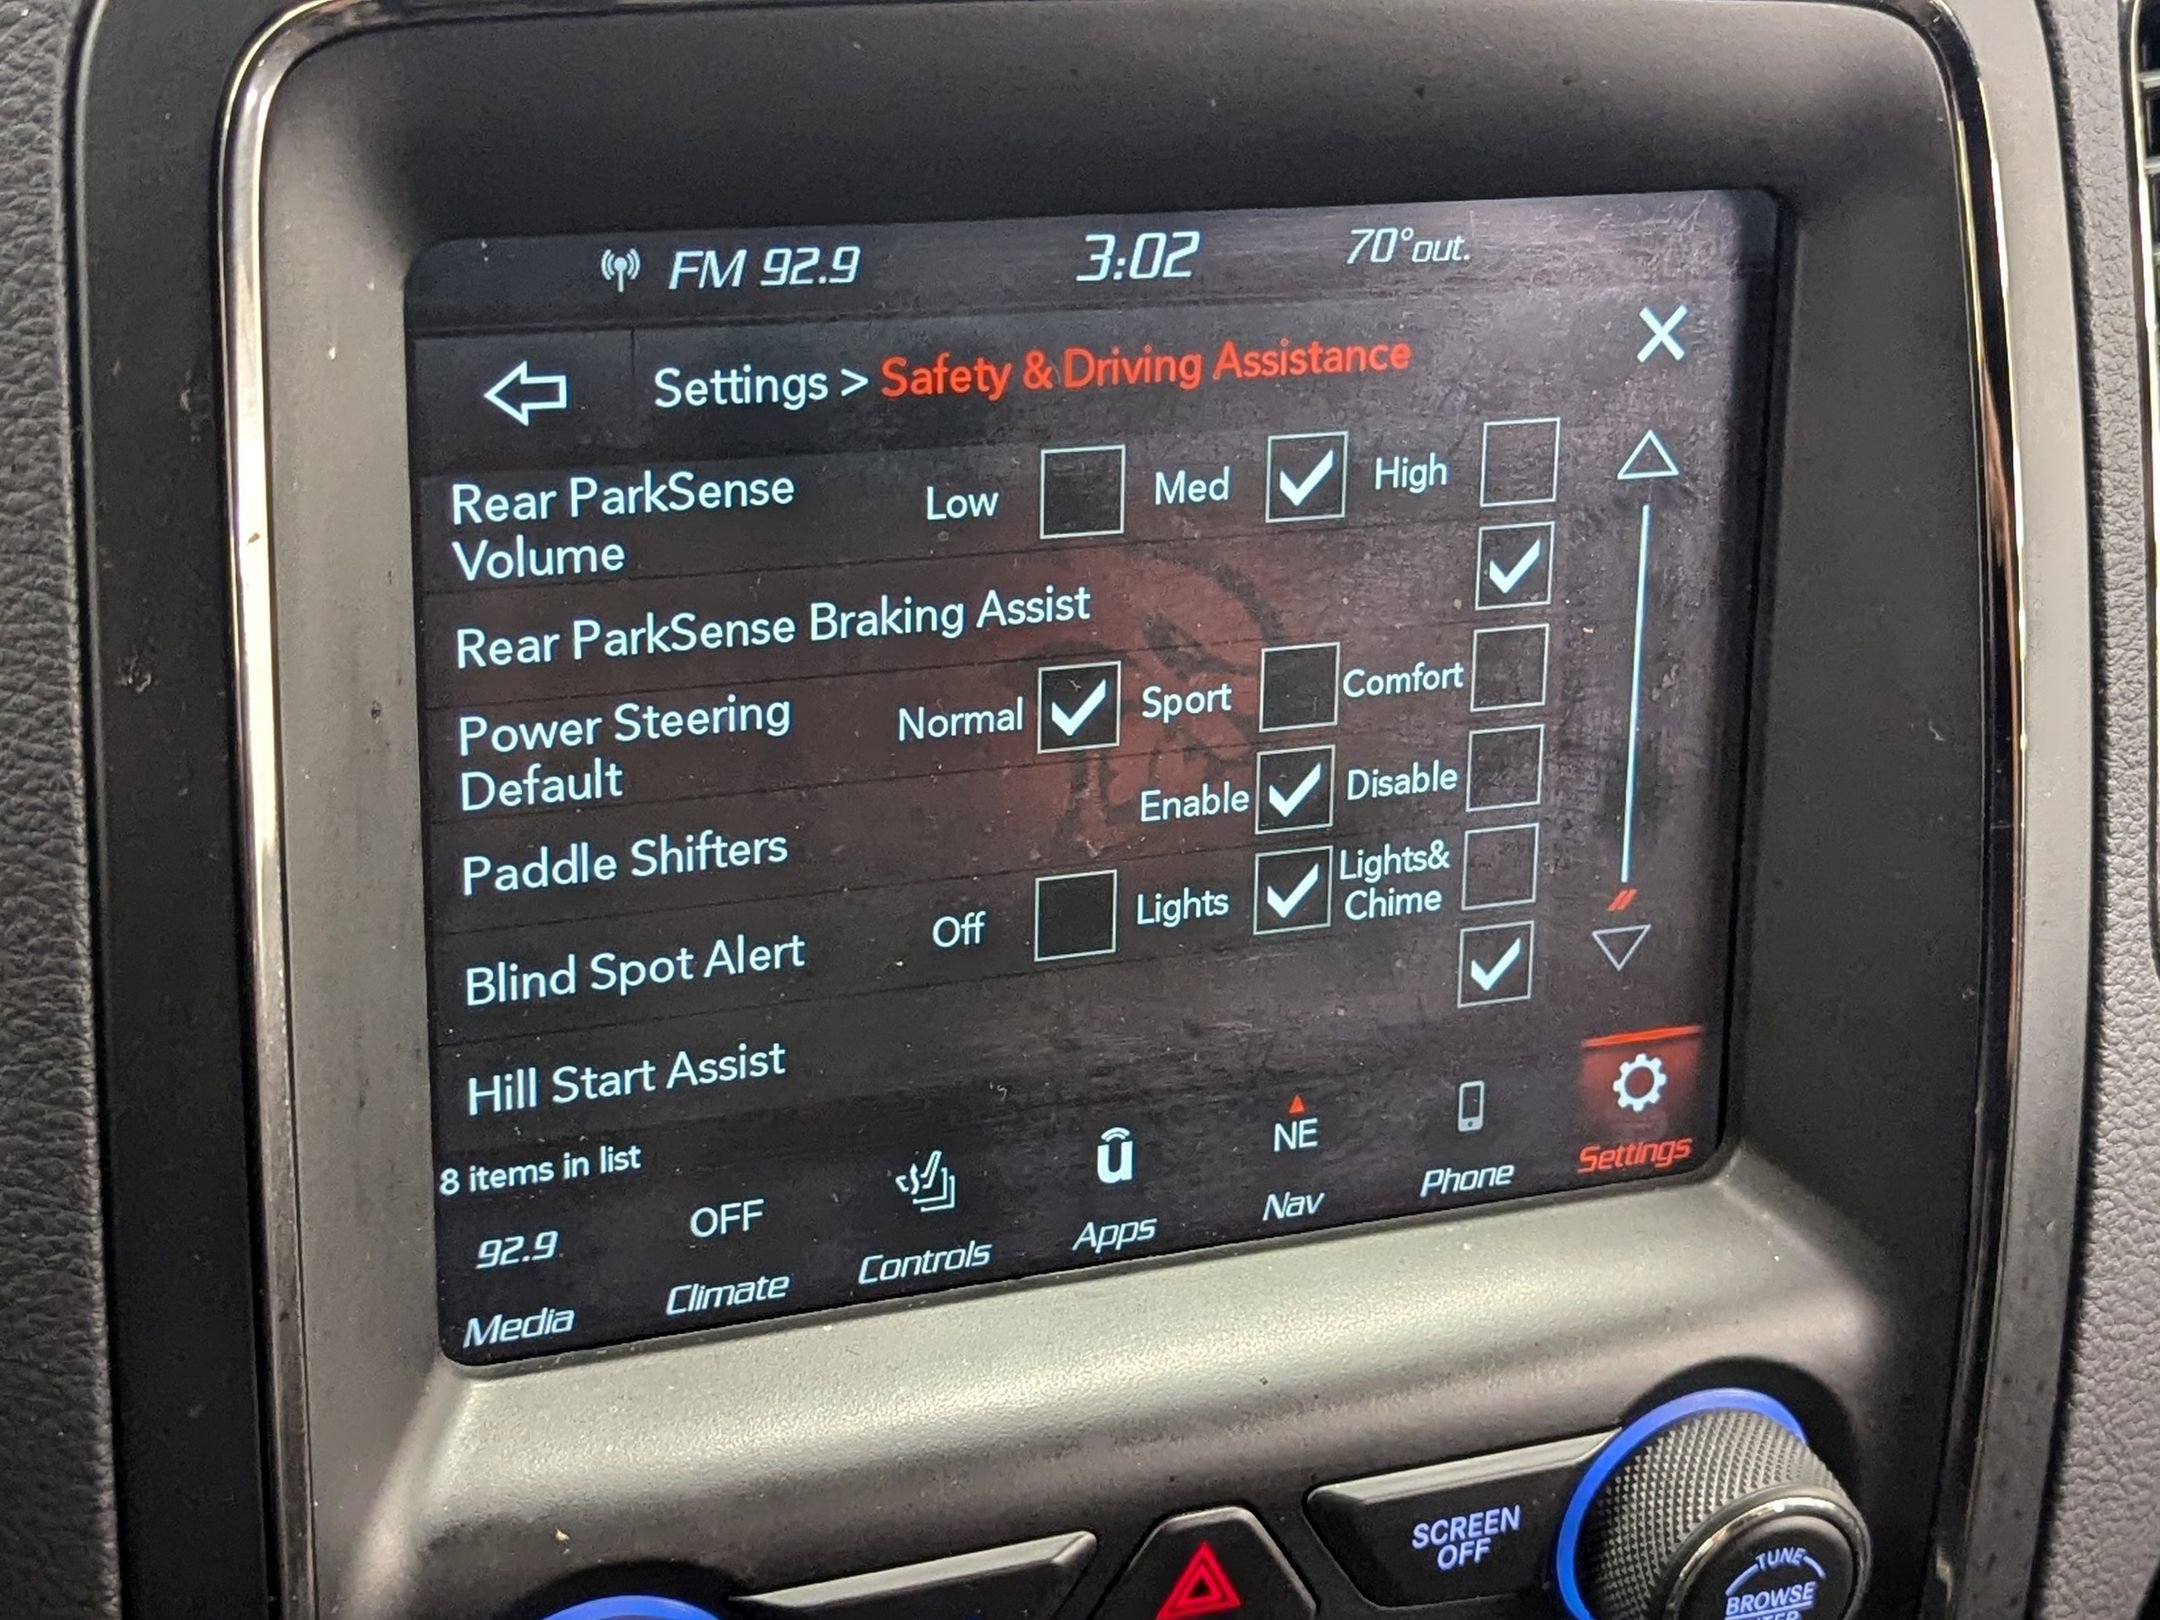 FM 92.9 3:02 70°out.
Settings > Safety & Driving Assistance
Rear ParkSense
Volume
Low Med High
Rear ParkSense Braking Assist
Power Steering
Default
Normal Sport Comfort
Paddle Shifters
Enable Disable
Blind Spot Alert
Off Lights Lights&
Chime
Hill Start Assist
8 items in list
92.9 OFF NE
Media Climate Controls Apps Nav Phone Settings
SCREEN
OFF
TUNE
BROWSE